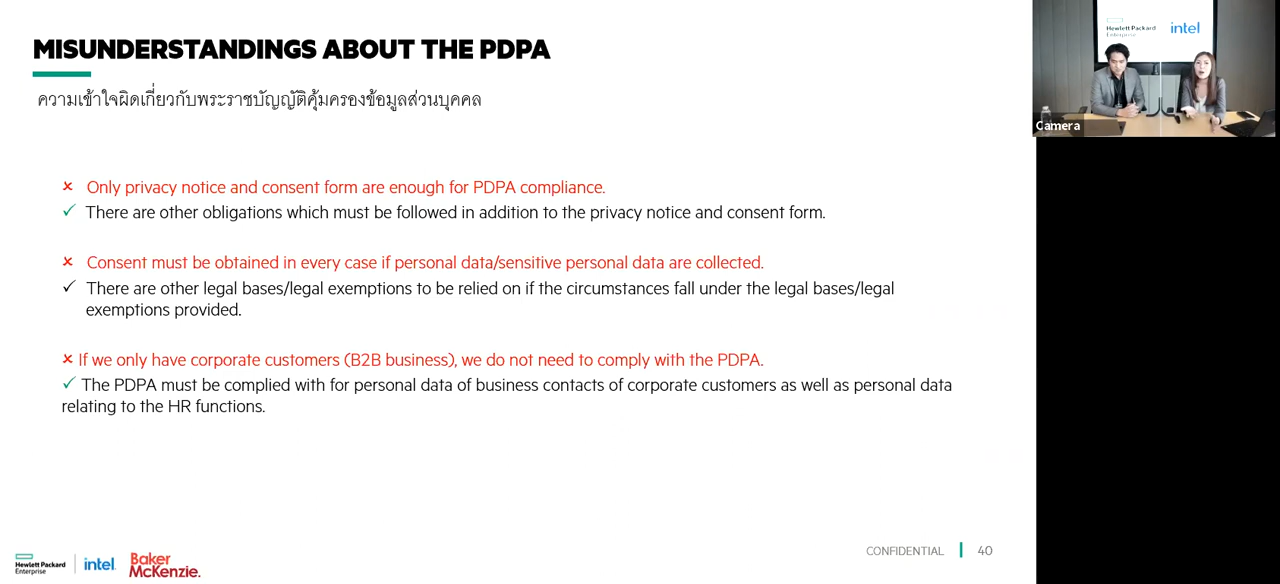 MISUNDERSTANDINGS ABOUT THE PDPA
ความเข้าใจผิดเกี่ยวกับพระราชบัญญัติคุ้มครองข้อมูลส่วนบุคคล
✗ Only privacy notice and consent form are enough for PDPA compliance.
✓ There are other obligations which must be followed in addition to the privacy notice and consent form.
✗ Consent must be obtained in every case if personal data/sensitive personal data are collected.
✓ There are other legal bases/legal exemptions to be relied on if the circumstances fall under the legal bases/legal
exemptions provided.
✗ If we only have corporate customers (B2B business), we do not need to comply with the PDPA.
✓ The PDPA must be complied with for personal data of business contacts of corporate customers as well as personal data
relating to the HR functions.
Hewlett Packard
Enterprise
intel
Baker
McKenzie.
CONFIDENTIAL
40
Hewlett Packard
Enterprise
intel
Camera